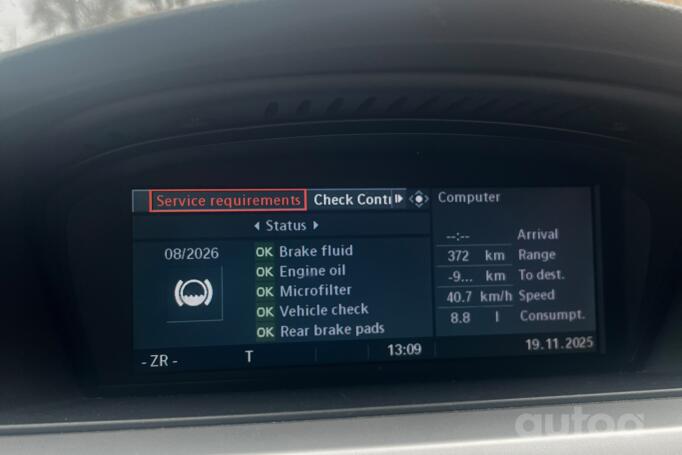 Service requirements Check Conti Computer
Status
08/2026
OK Brake fluid
OK Engine oil
OK Microfilter
OK Vehicle check
OK Rear brake pads
--:-- Arrival
372 km Range
-9... km To dest.
40.7 km/h Speed
8.8 l Consumpt.
- ZR - T 13:09 19.11.2025